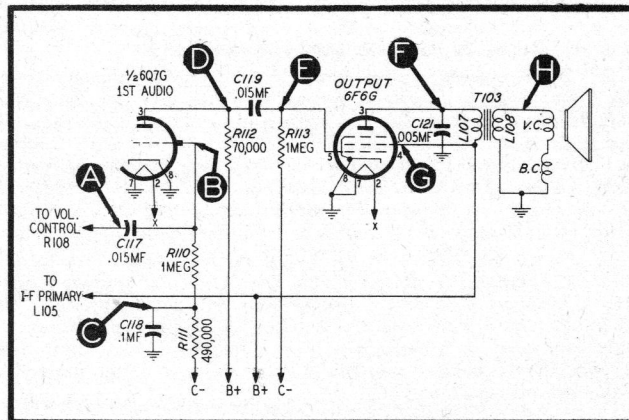 ½6Q7G
1ST AUDIO
3
7
2
8
X
A
B
C
D
E
F
G
H
C119
.015MF
R112
70,000
R113
1MEG
OUTPUT
6F6G
3
5
4
8
7
2
X
C121
.005MF
L107
T103
L108
V.C.
B.C.
TO VOL.
CONTROL
R108
C117
.015MF
R110
1MEG
TO
I-F PRIMARY
L105
C118
.1MF
R111
490,000
C-
B+
B+
C-